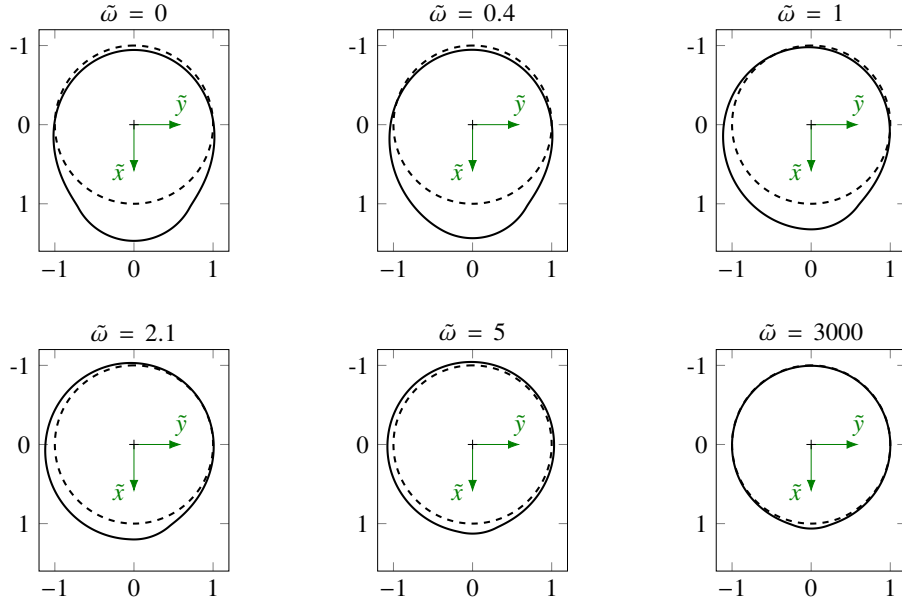 ω̃ = 0 ω̃ = 0.4 ω̃ = 1
-1 -1 -1
ỹ ỹ ỹ
0 0 0
x̃ x̃ x̃
1 1 1
−1 0 1 −1 0 1 −1 0 1
ω̃ = 2.1 ω̃ = 5 ω̃ = 3000
-1 -1 -1
ỹ ỹ ỹ
0 0 0
x̃ x̃ x̃
1 1 1
−1 0 1 −1 0 1 −1 0 1